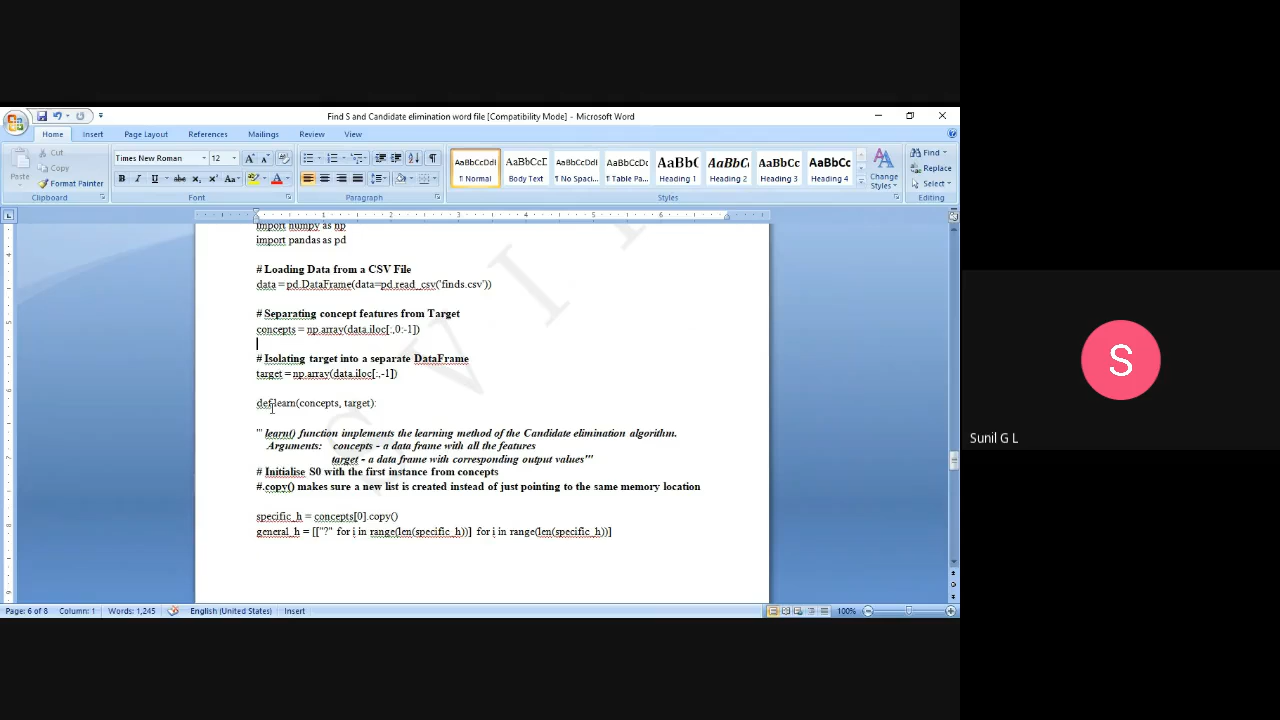 Find S and Candidate elimination word file [Compatibility Mode] - Microsoft Word
Home Insert Page Layout References Mailings Review View
Paste
Cut
Copy
Format Painter
Clipboard
Times New Roman 12
Font
Paragraph
AaBbCcDdI AaBbCcD AaBbCcDdI AaBbCcDdI AaBbC AaBbCc AaBbCc AaBbCc
¶ Normal Body Text ¶ No Spaci... ¶ Table Pa... Heading 1 Heading 2 Heading 3 Heading 4
Change Styles
Styles
Find
Replace
Select
Editing
import numpy as np
import pandas as pd
# Loading Data from a CSV File
data = pd.DataFrame(data=pd.read_csv('finds.csv'))
# Separating concept features from Target
concepts = np.array(data.iloc[:,0:-1])
# Isolating target into a separate DataFrame
target = np.array(data.iloc[:,-1])
def learn(concepts, target):
''' learn() function implements the learning method of the Candidate elimination algorithm.
Arguments: concepts - a data frame with all the features
target - a data frame with corresponding output values'''
# Initialise S0 with the first instance from concepts
#.copy() makes sure a new list is created instead of just pointing to the same memory location
specific_h = concepts[0].copy()
general_h = [["?" for i in range(len(specific_h))] for i in range(len(specific_h))]
S V I
Page: 6 of 8 Column: 1 Words: 1,245 English (United States) Insert 100%
S
Sunil G L